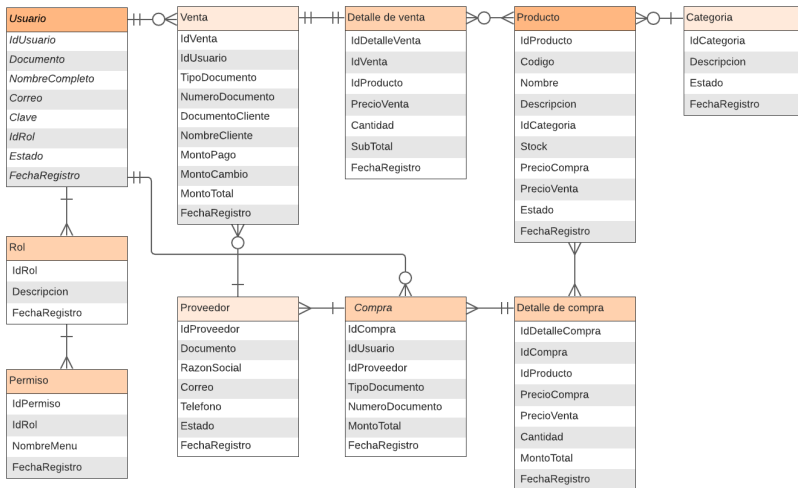 Usuario
IdUsuario
Documento
NombreCompleto
Correo
Clave
IdRol
Estado
FechaRegistro
Venta
IdVenta
IdUsuario
TipoDocumento
NumeroDocumento
DocumentoCliente
NombreCliente
MontoPago
MontoCambio
MontoTotal
FechaRegistro
Detalle de venta
IdDetalleVenta
IdVenta
IdProducto
PrecioVenta
Cantidad
SubTotal
FechaRegistro
Producto
IdProducto
Codigo
Nombre
Descripcion
IdCategoria
Stock
PrecioCompra
PrecioVenta
Estado
FechaRegistro
Categoria
IdCategoria
Descripcion
Estado
FechaRegistro
Rol
IdRol
Descripcion
FechaRegistro
Permiso
IdPermiso
IdRol
NombreMenu
FechaRegistro
Proveedor
IdProveedor
Documento
RazonSocial
Correo
Telefono
Estado
FechaRegistro
Compra
IdCompra
IdUsuario
IdProveedor
TipoDocumento
NumeroDocumento
MontoTotal
FechaRegistro
Detalle de compra
IdDetalleCompra
IdCompra
IdProducto
PrecioCompra
PrecioVenta
Cantidad
MontoTotal
FechaRegistro